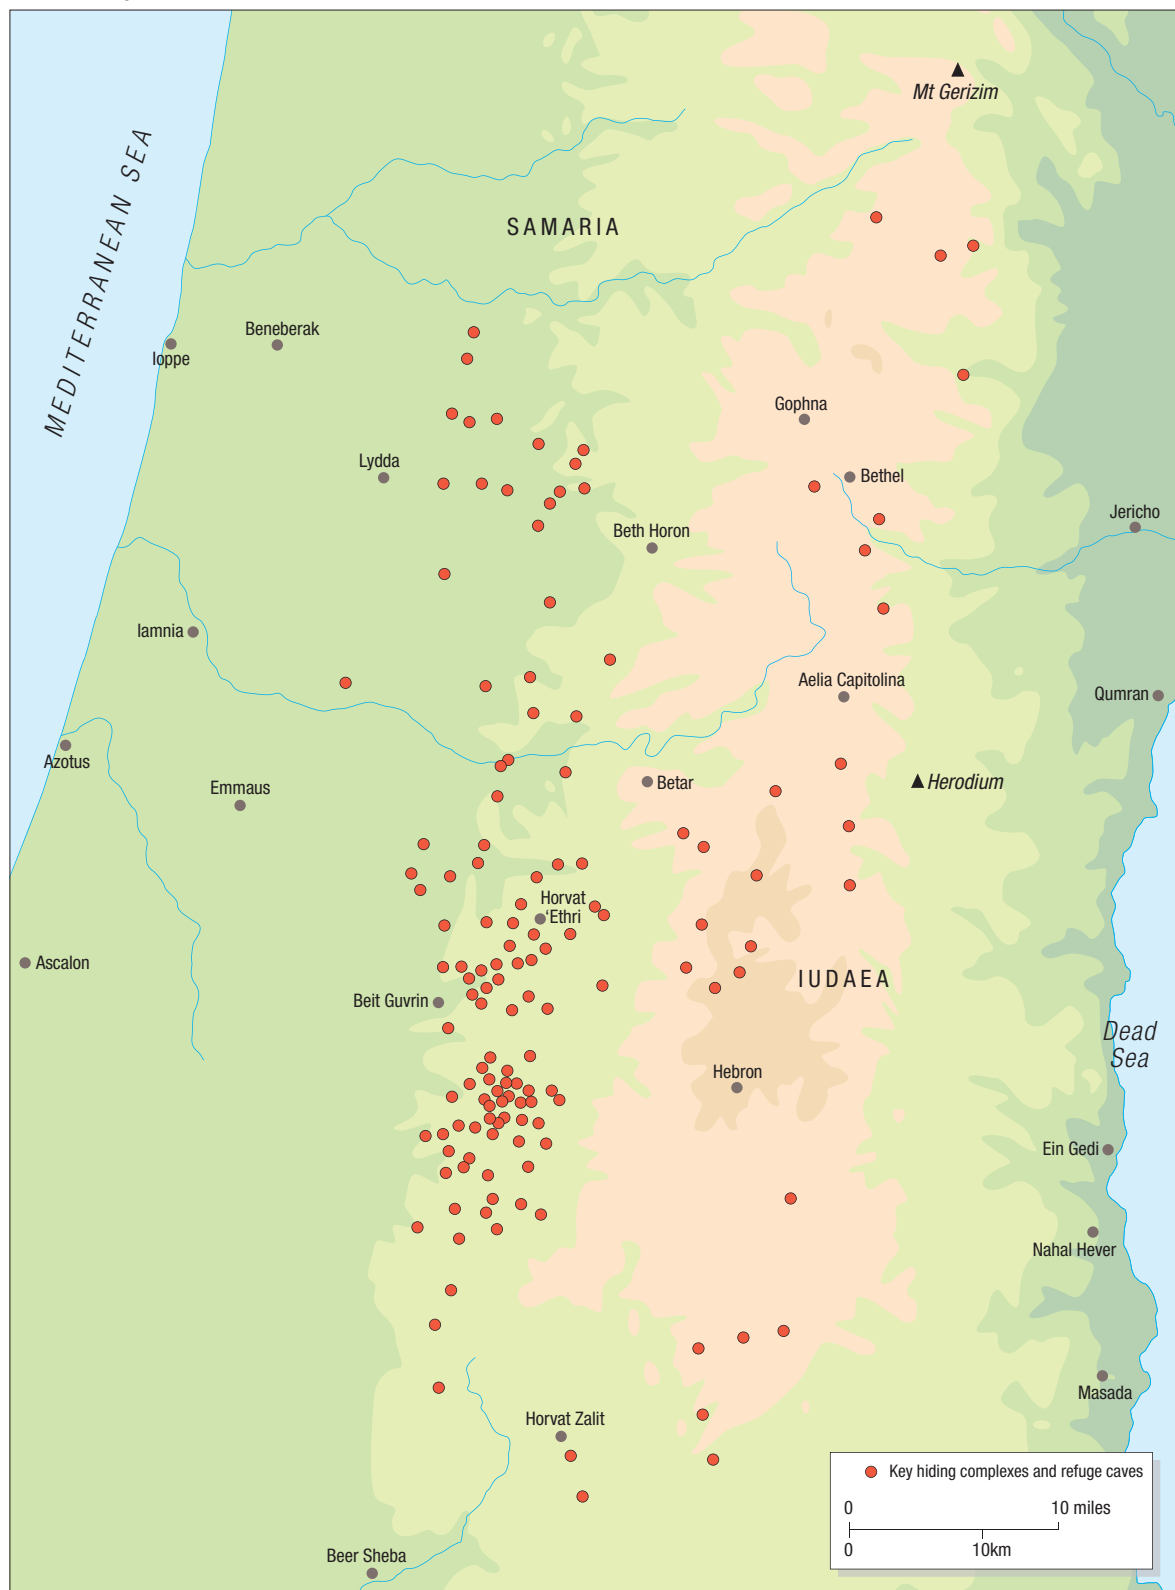 Mt Gerizim
MEDITERRANEAN SEA
SAMARIA
Beneberak
Ioppe
Gophna
Lydda
Bethel
Jericho
Beth Horon
Iamnia
Aelia Capitolina
Qumran
Azotus
Emmaus
Betar
Herodium
Horvat
'Ethri
Ascalon
IUDAEA
Beit Guvrin
Dead
Sea
Hebron
Ein Gedi
Nahal Hever
Masada
Horvat Zalit
Key hiding complexes and refuge caves
0 10 miles
0 10km
Beer Sheba